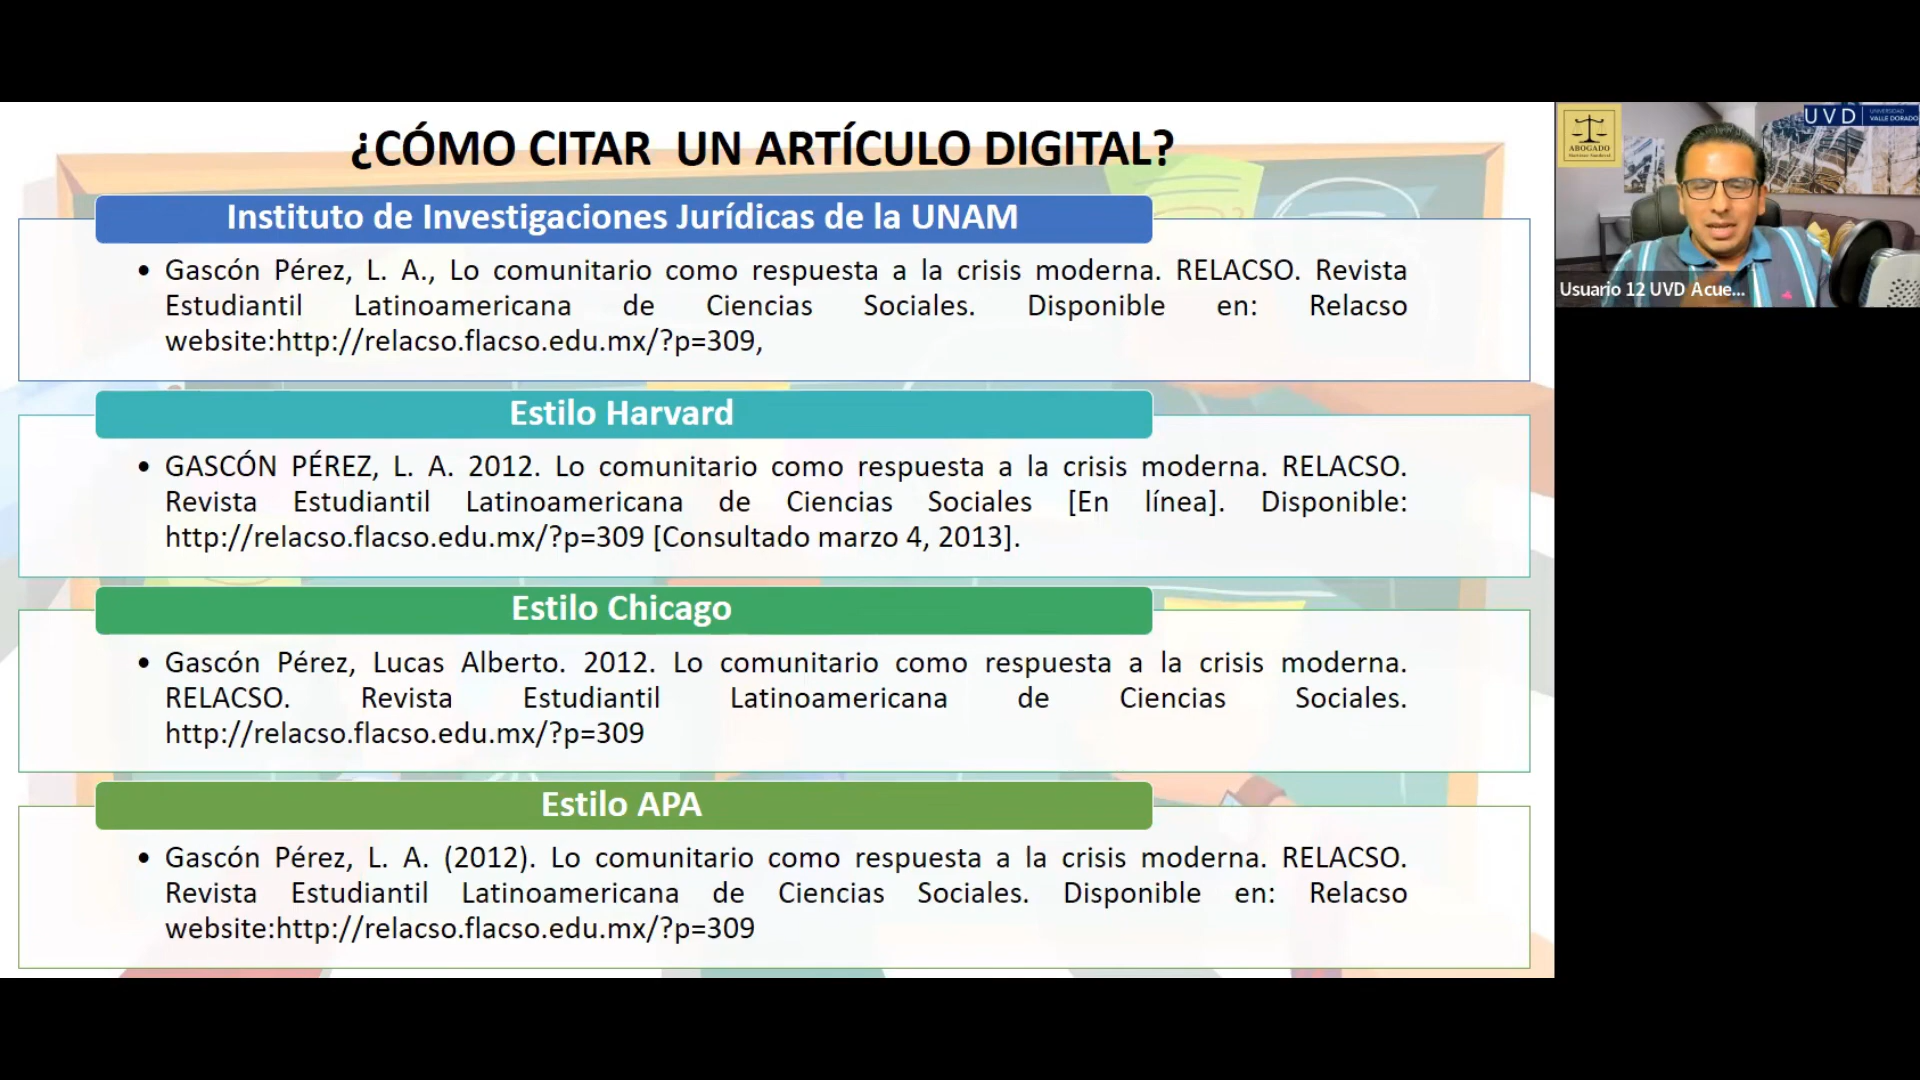 ¿CÓMO CITAR UN ARTÍCULO DIGITAL?
Instituto de Investigaciones Jurídicas de la UNAM
• Gascón Pérez, L. A., Lo comunitario como respuesta a la crisis moderna. RELACSO. Revista
Estudiantil Latinoamericana de Ciencias Sociales. Disponible en: Relacso
website:http://relacso.flacso.edu.mx/?p=309,
Estilo Harvard
• GASCÓN PÉREZ, L. A. 2012. Lo comunitario como respuesta a la crisis moderna. RELACSO.
Revista Estudiantil Latinoamericana de Ciencias Sociales [En línea]. Disponible:
http://relacso.flacso.edu.mx/?p=309 [Consultado marzo 4, 2013].
Estilo Chicago
• Gascón Pérez, Lucas Alberto. 2012. Lo comunitario como respuesta a la crisis moderna.
RELACSO. Revista Estudiantil Latinoamericana de Ciencias Sociales.
http://relacso.flacso.edu.mx/?p=309
Estilo APA
• Gascón Pérez, L. A. (2012). Lo comunitario como respuesta a la crisis moderna. RELACSO.
Revista Estudiantil Latinoamericana de Ciencias Sociales. Disponible en: Relacso
website:http://relacso.flacso.edu.mx/?p=309
ABOGADO
UVD
UNIVERSIDAD
VALLE DORADO
Usuario 12 UVD Acue...